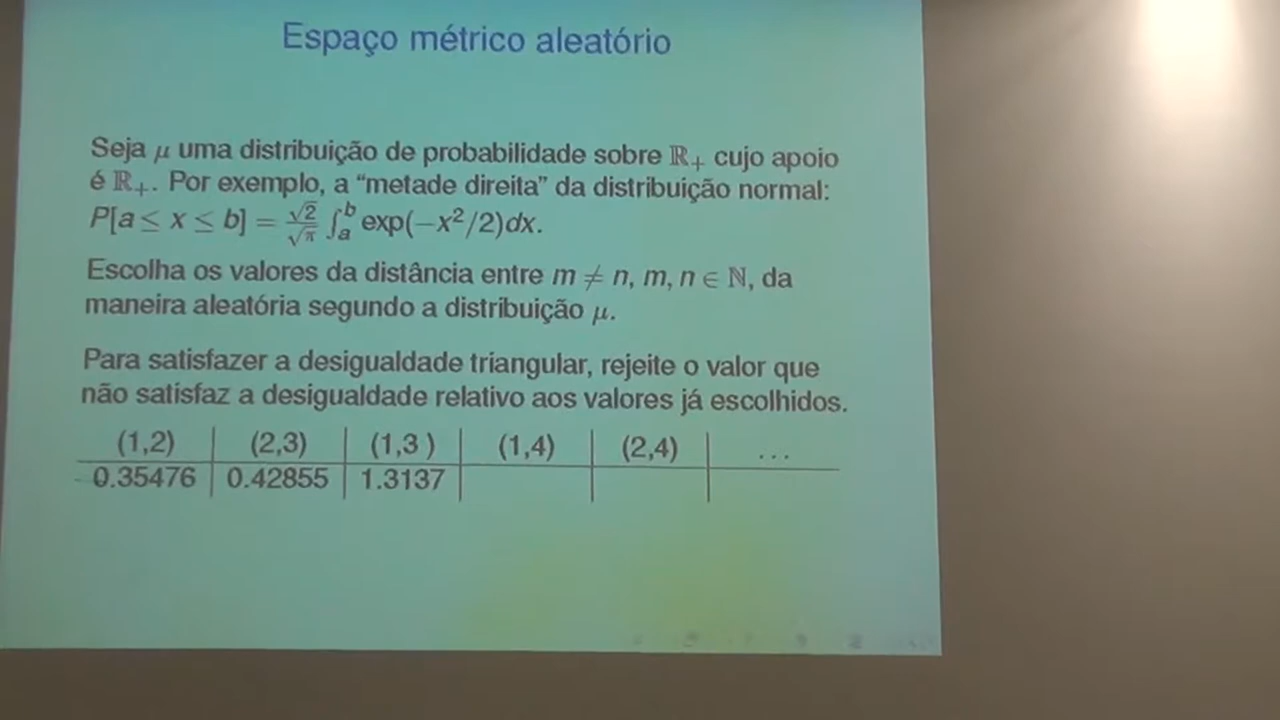 Espaço métrico aleatório
Seja μ uma distribuição de probabilidade sobre ℝ₊ cujo apoio
é ℝ₊. Por exemplo, a “metade direita” da distribuição normal:
P[a ≤ x ≤ b] = √2/√π ∫ₐᵇ exp(−x²/2)dx.
Escolha os valores da distância entre m ≠ n, m, n ∈ ℕ, da
maneira aleatória segundo a distribuição μ.
Para satisfazer a desigualdade triangular, rejeite o valor que
não satisfaz a desigualdade relativo aos valores já escolhidos.
(1,2) (2,3) (1,3 ) (1,4) (2,4) ...
0.35476 0.42855 1.3137